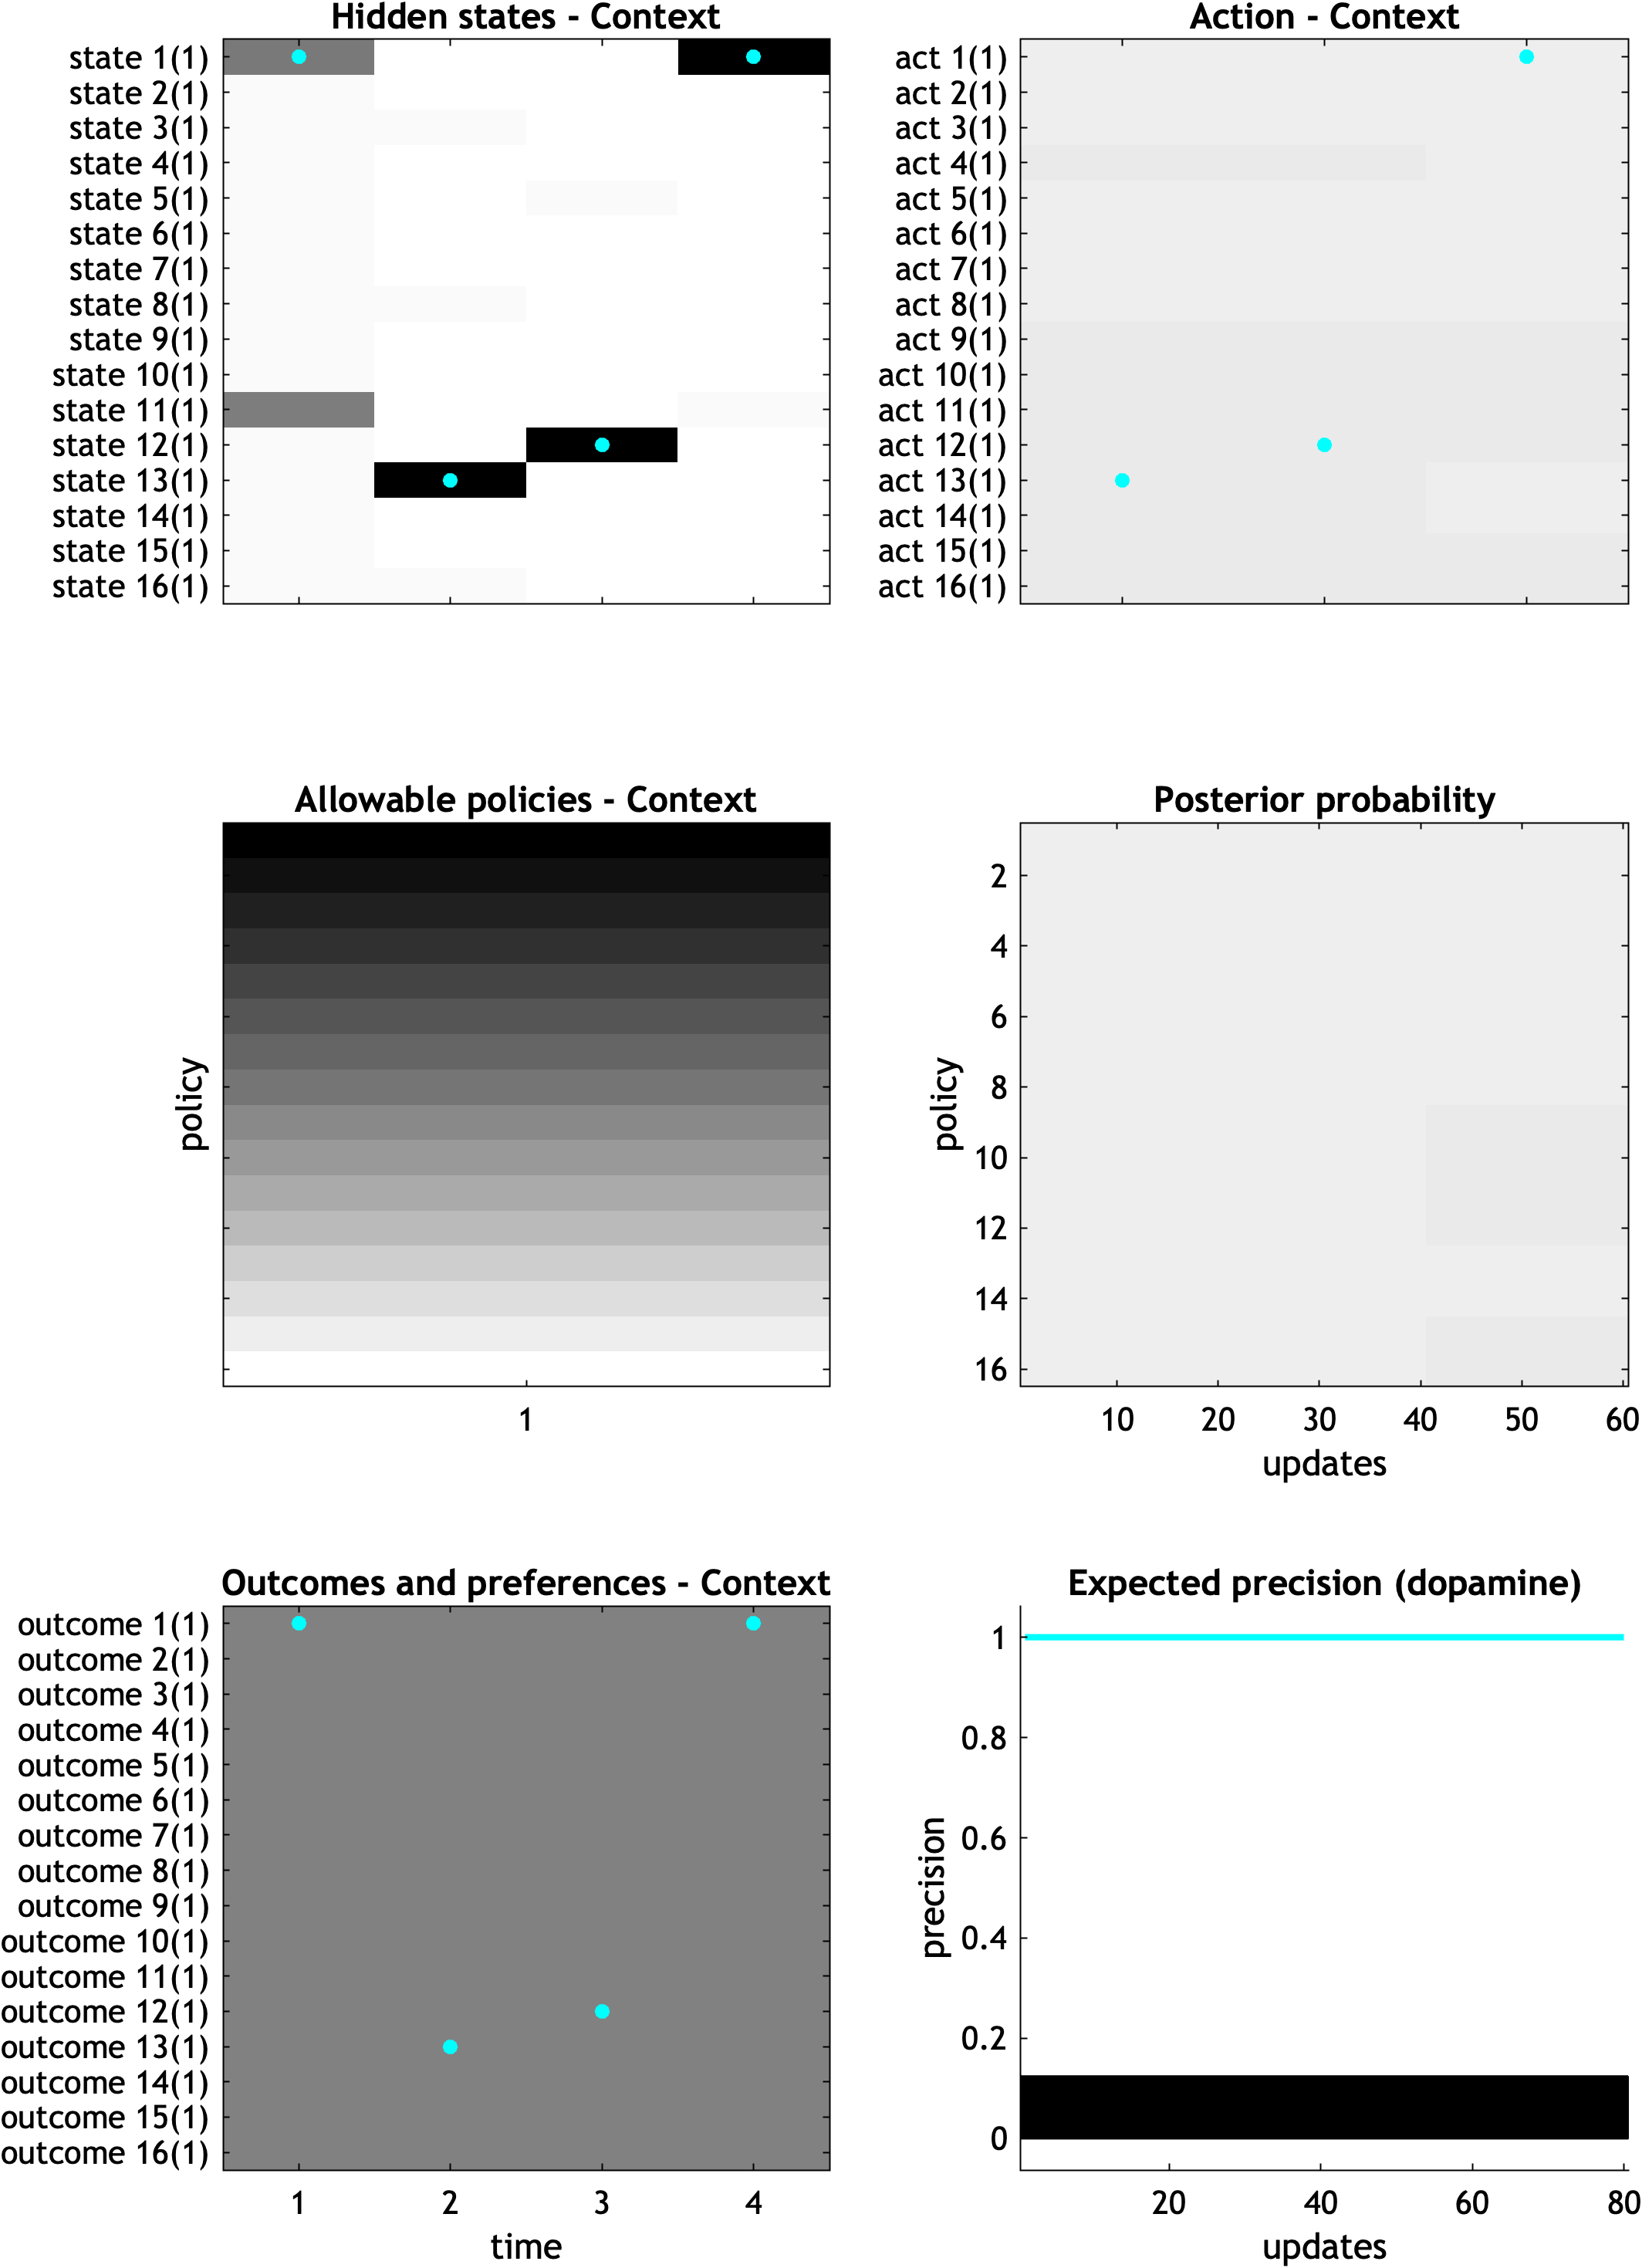 Hidden states - Context
state 1(1)
state 2(1)
state 3(1)
state 4(1)
state 5(1)
state 6(1)
state 7(1)
state 8(1)
state 9(1)
state 10(1)
state 11(1)
state 12(1)
state 13(1)
state 14(1)
state 15(1)
state 16(1)
Action - Context
act 1(1)
act 2(1)
act 3(1)
act 4(1)
act 5(1)
act 6(1)
act 7(1)
act 8(1)
act 9(1)
act 10(1)
act 11(1)
act 12(1)
act 13(1)
act 14(1)
act 15(1)
act 16(1)
Allowable policies - Context
policy
1
Posterior probability
policy
2
4
6
8
10
12
14
16
10 20 30 40 50 60
updates
Outcomes and preferences - Context
outcome 1(1)
outcome 2(1)
outcome 3(1)
outcome 4(1)
outcome 5(1)
outcome 6(1)
outcome 7(1)
outcome 8(1)
outcome 9(1)
outcome 10(1)
outcome 11(1)
outcome 12(1)
outcome 13(1)
outcome 14(1)
outcome 15(1)
outcome 16(1)
1 2 3 4
time
Expected precision (dopamine)
precision
1
0.8
0.6
0.4
0.2
0
20 40 60 80
updates